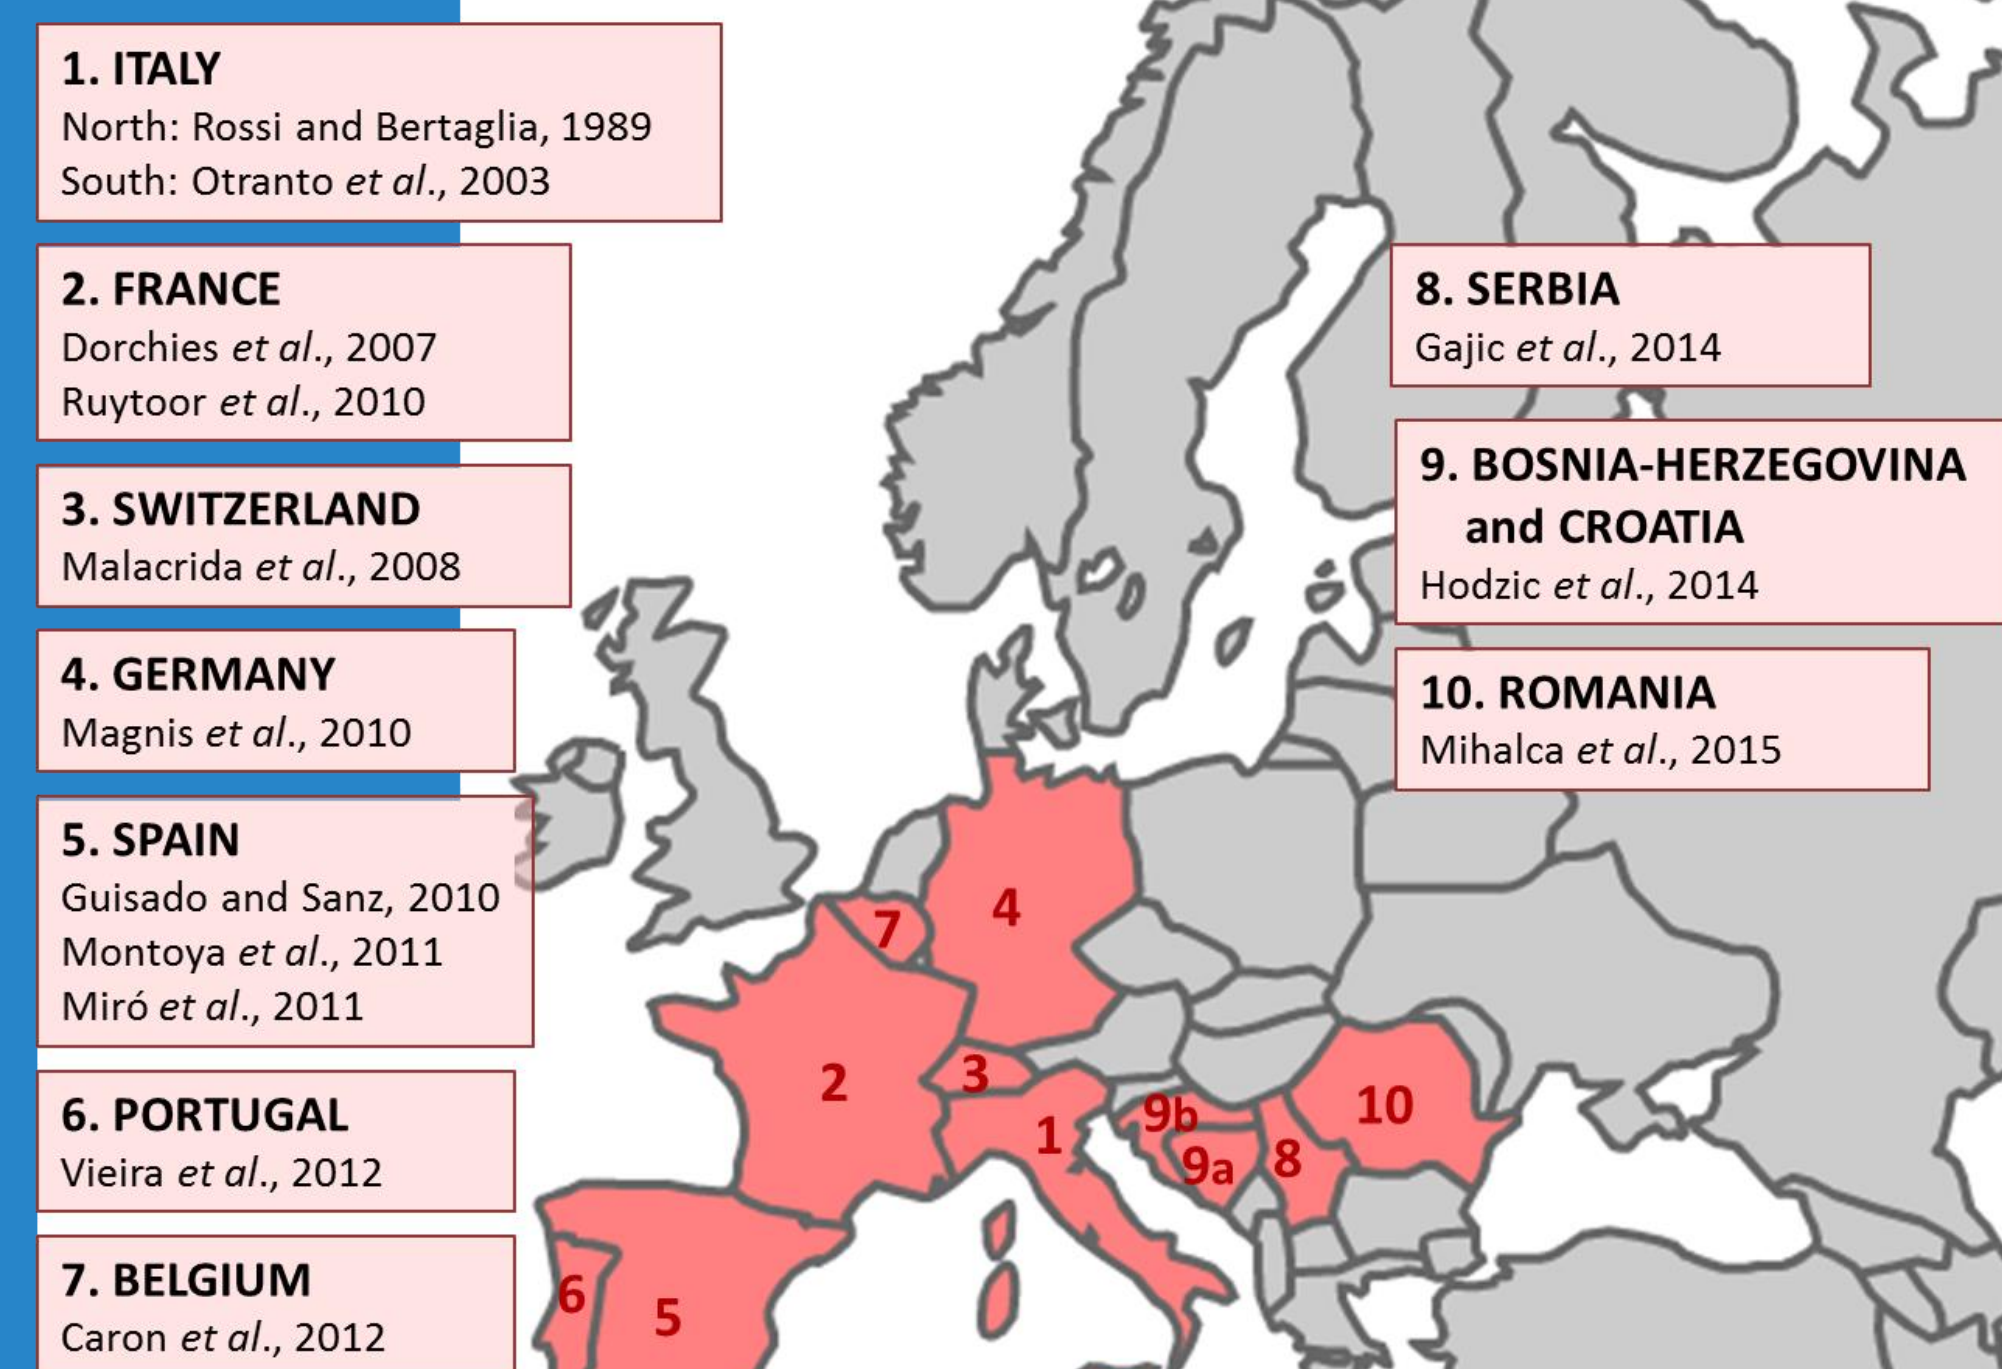 1. ITALY
North: Rossi and Bertaglia, 1989
South: Otranto et al., 2003
2. FRANCE
Dorchies et al., 2007
Ruytoor et al., 2010
3. SWITZERLAND
Malacrida et al., 2008
4. GERMANY
Magnis et al., 2010
5. SPAIN
Guisado and Sanz, 2010
Montoya et al., 2011
Miró et al., 2011
6. PORTUGAL
Vieira et al., 2012
7. BELGIUM
Caron et al., 2012
8. SERBIA
Gajic et al., 2014
9. BOSNIA-HERZEGOVINA
and CROATIA
Hodzic et al., 2014
10. ROMANIA
Mihalca et al., 2015
4
7
2
3
1
9b
9a
8
10
6
5